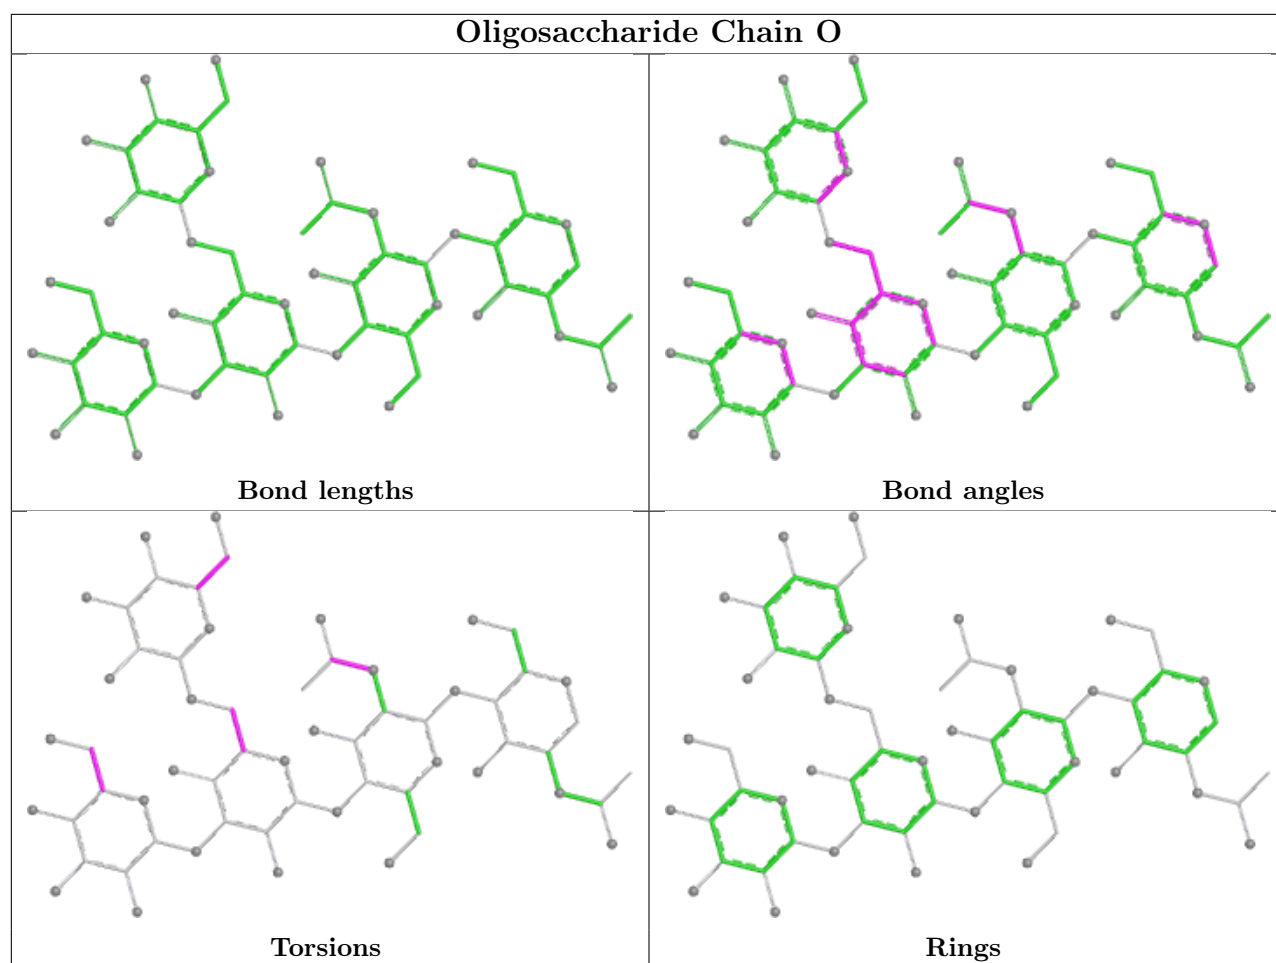 Oligosaccharide Chain O
Bond lengths
Bond angles
Torsions
Rings